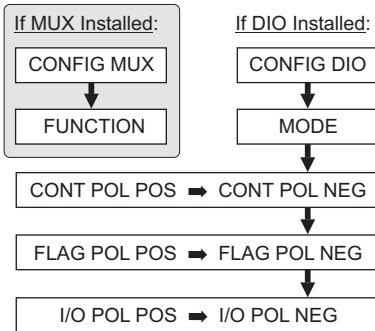 If MUX Installed:
CONFIG MUX
FUNCTION
If DIO Installed:
CONFIG DIO
MODE
CONT POL POS ➡ CONT POL NEG
FLAG POL POS ➡ FLAG POL NEG
I/O POL POS ➡ I/O POL NEG